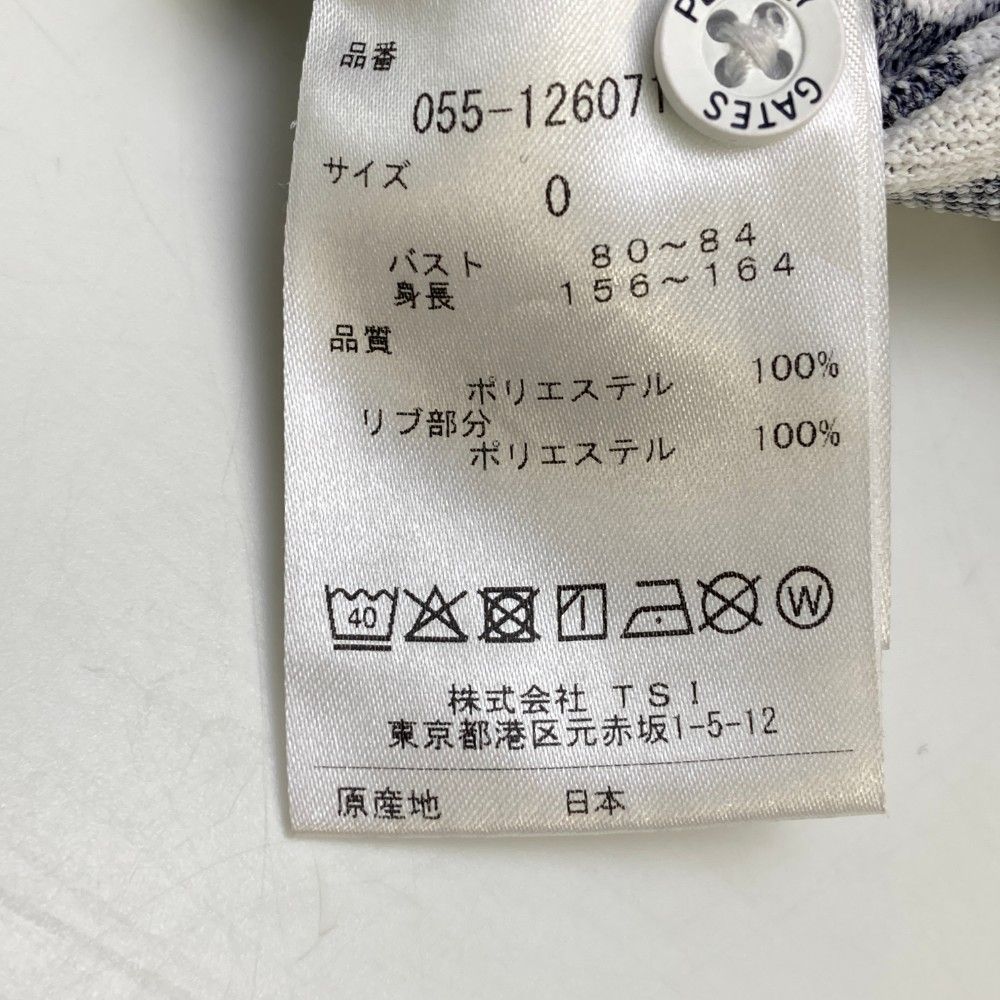 品番
055-126071
GATES
サイズ 0
バスト 80～84
身長 156～164
品質
ポリエステル 100%
リブ部分
ポリエステル 100%
40
W
株式会社 TSI
東京都港区元赤坂1-5-12
原産地 日本